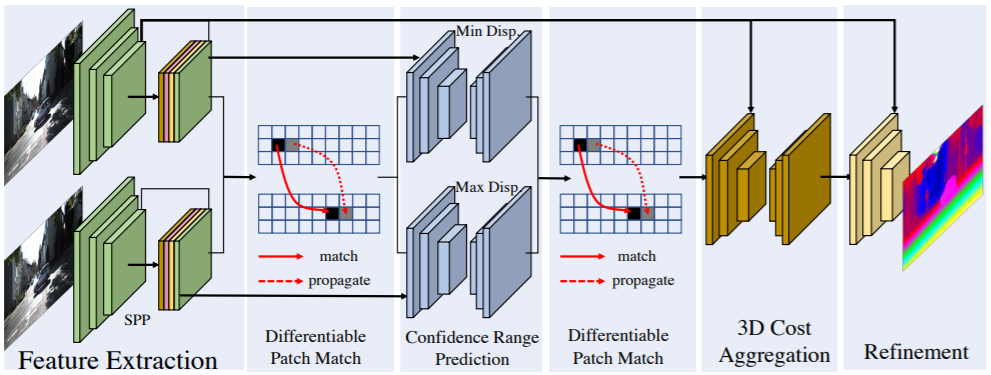 Min Disp.
Max Disp.
match
propagate
match
propagate
SPP
Feature Extraction
Differentiable
Patch Match
Confidence Range
Prediction
Differentiable
Patch Match
3D Cost
Aggregation
Refinement